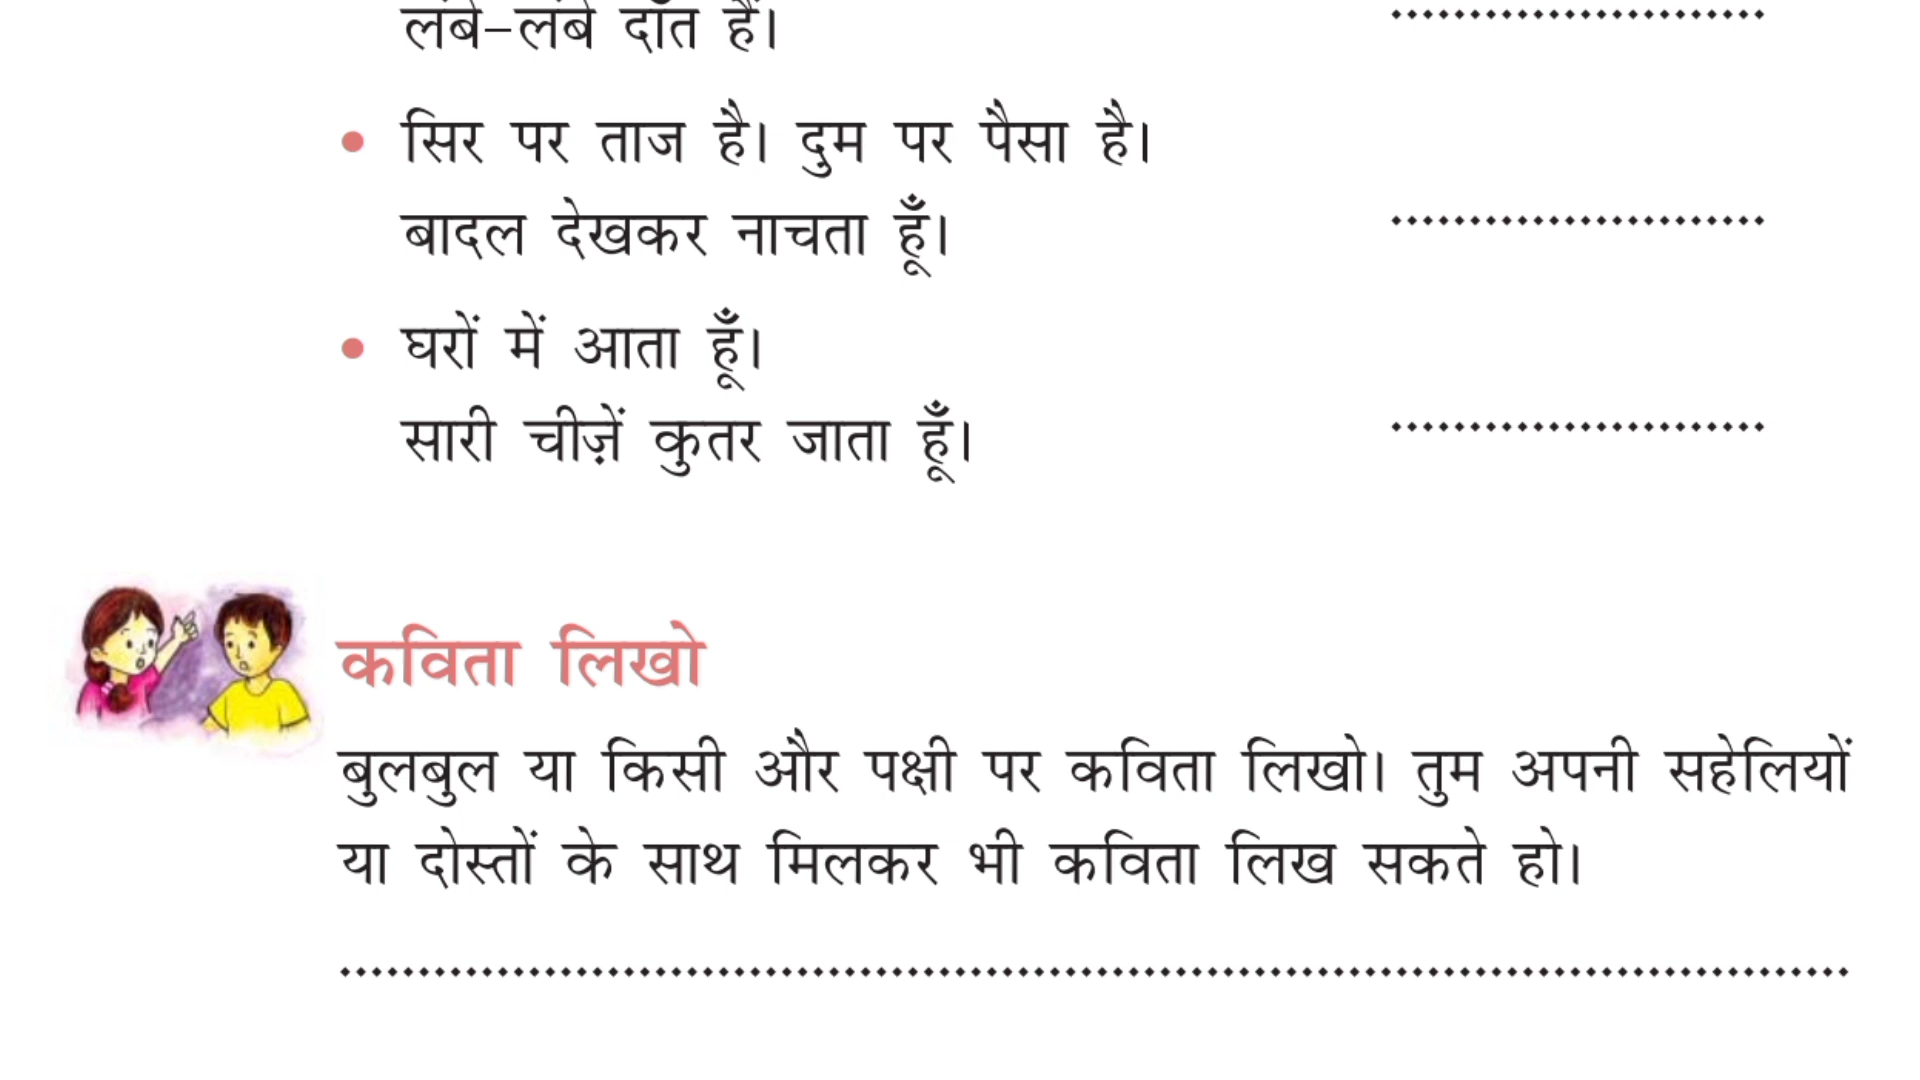 लंबे-लंबे दाँत हैं।
........................
• सिर पर ताज है। दुम पर पैसा है।
बादल देखकर नाचता हूँ।
........................
• घरों में आता हूँ।
सारी चीज़ें कुतर जाता हूँ।
........................
कविता लिखो
बुलबुल या किसी और पक्षी पर कविता लिखो। तुम अपनी सहेलियों
या दोस्तों के साथ मिलकर भी कविता लिख सकते हो।
................................................................................................